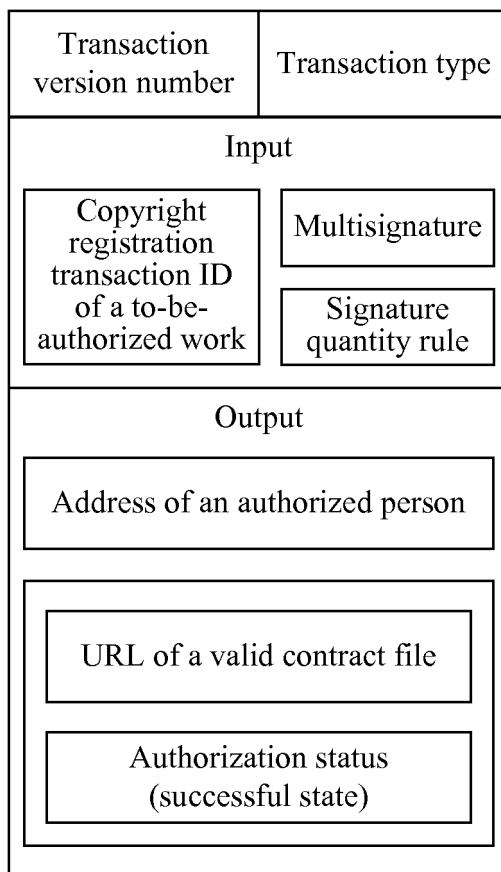 Transaction
version number
Transaction type
Input
Copyright
registration
transaction ID
of a to-be-
authorized work
Multisignature
Signature
quantity rule
Output
Address of an authorized person
URL of a valid contract file
Authorization status
(successful state)